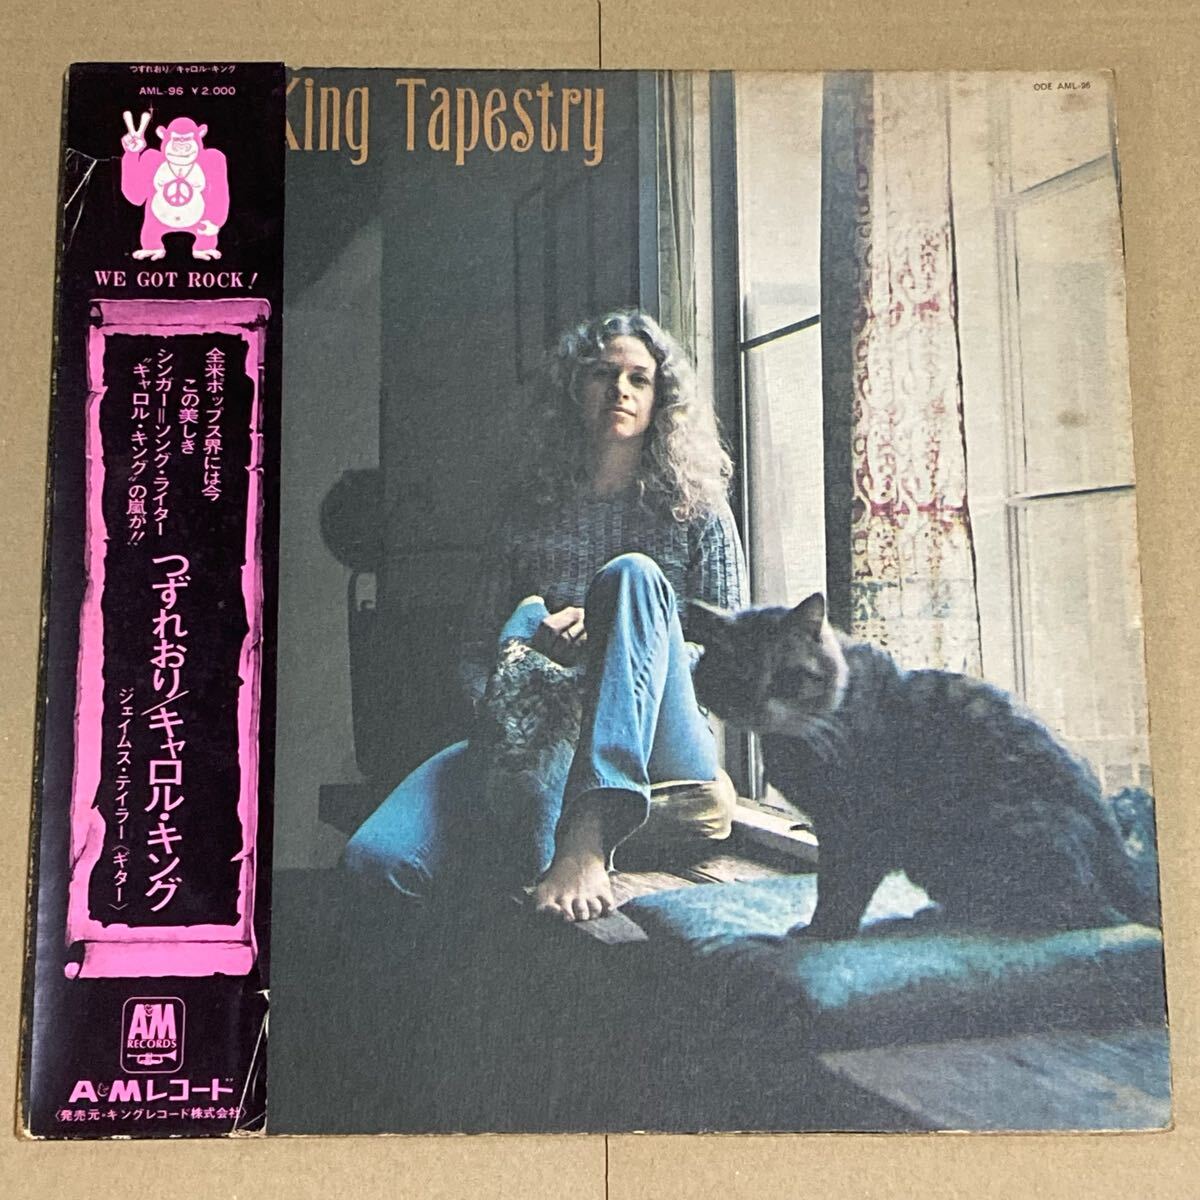 つずれおり/キャロル・キング
AML-96 ¥2,000
WE GOT ROCK!
全米ポップス界には今
この美しき
シンガー=ソング・ライター
"キャロル・キング"の嵐が!!
つずれおり/キャロル・キング
ジェイムス・テイラー〈ギター〉
A&M
RECORDS
A&Mレコード
〈発売元・キングレコード株式会社〉
King Tapestry
ODE AML-96